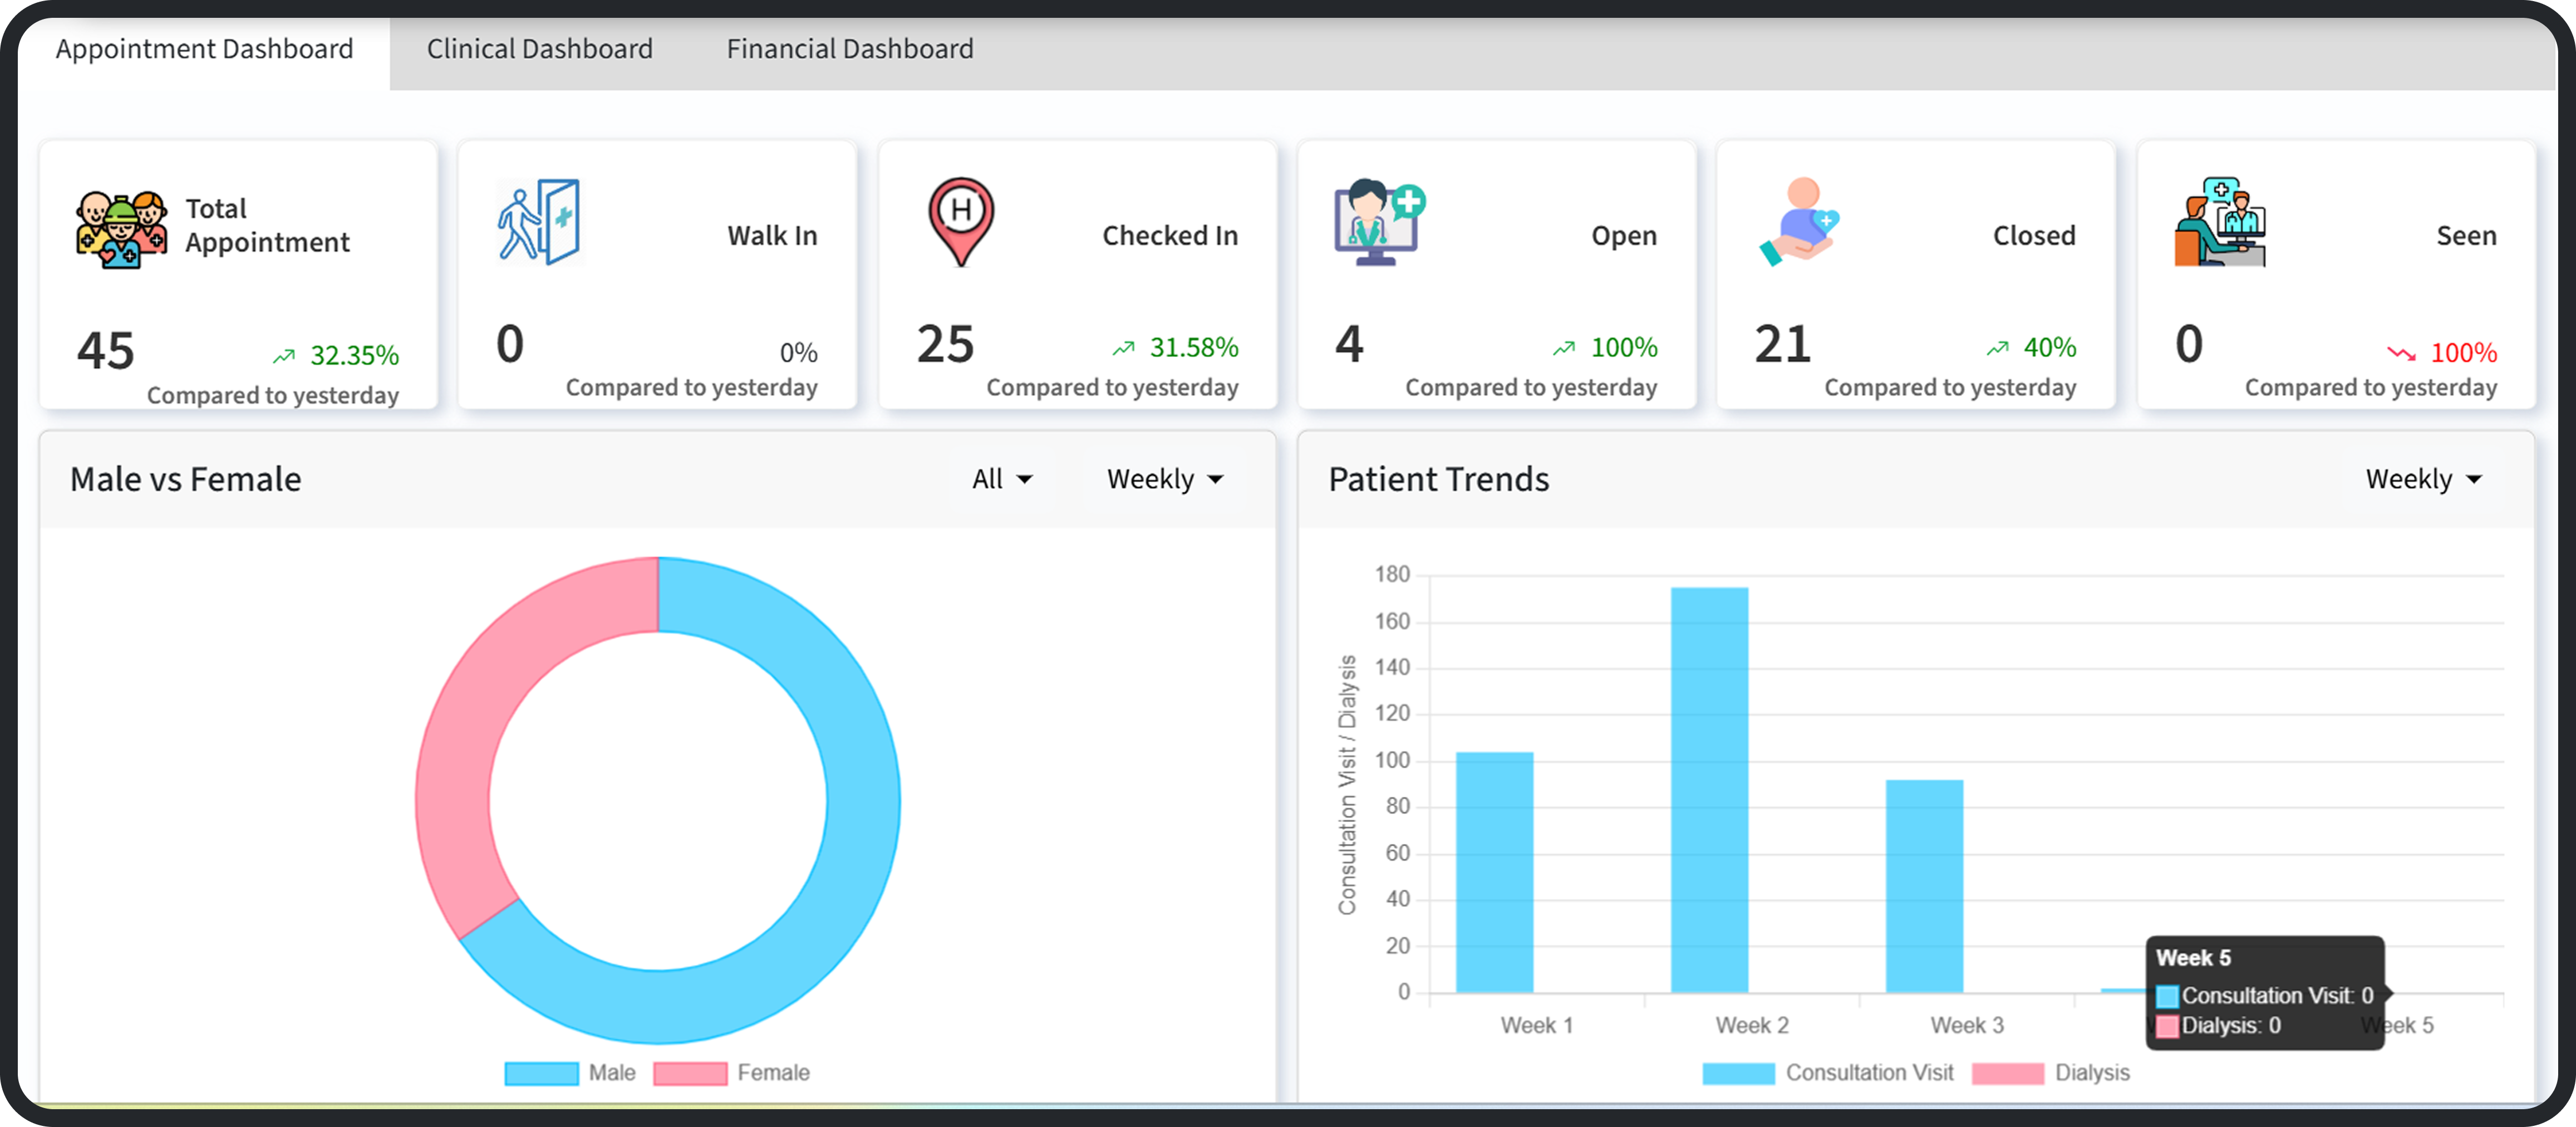 Appointment Dashboard
Clinical Dashboard
Financial Dashboard
Total
Appointment
45
32.35%
Compared to yesterday
Walk In
0
0%
Compared to yesterday
H
Checked In
25
31.58%
Compared to yesterday
Open
4
100%
Compared to yesterday
Closed
21
40%
Compared to yesterday
Seen
0
100%
Compared to yesterday
Male vs Female
All
Weekly
Male
Female
Patient Trends
Weekly
Consultation Visit / Dialysis
180
160
140
120
100
80
60
40
20
0
Week 1
Week 2
Week 3
Week 5
Week 5
Consultation Visit: 0
Dialysis: 0
Consultation Visit
Dialysis